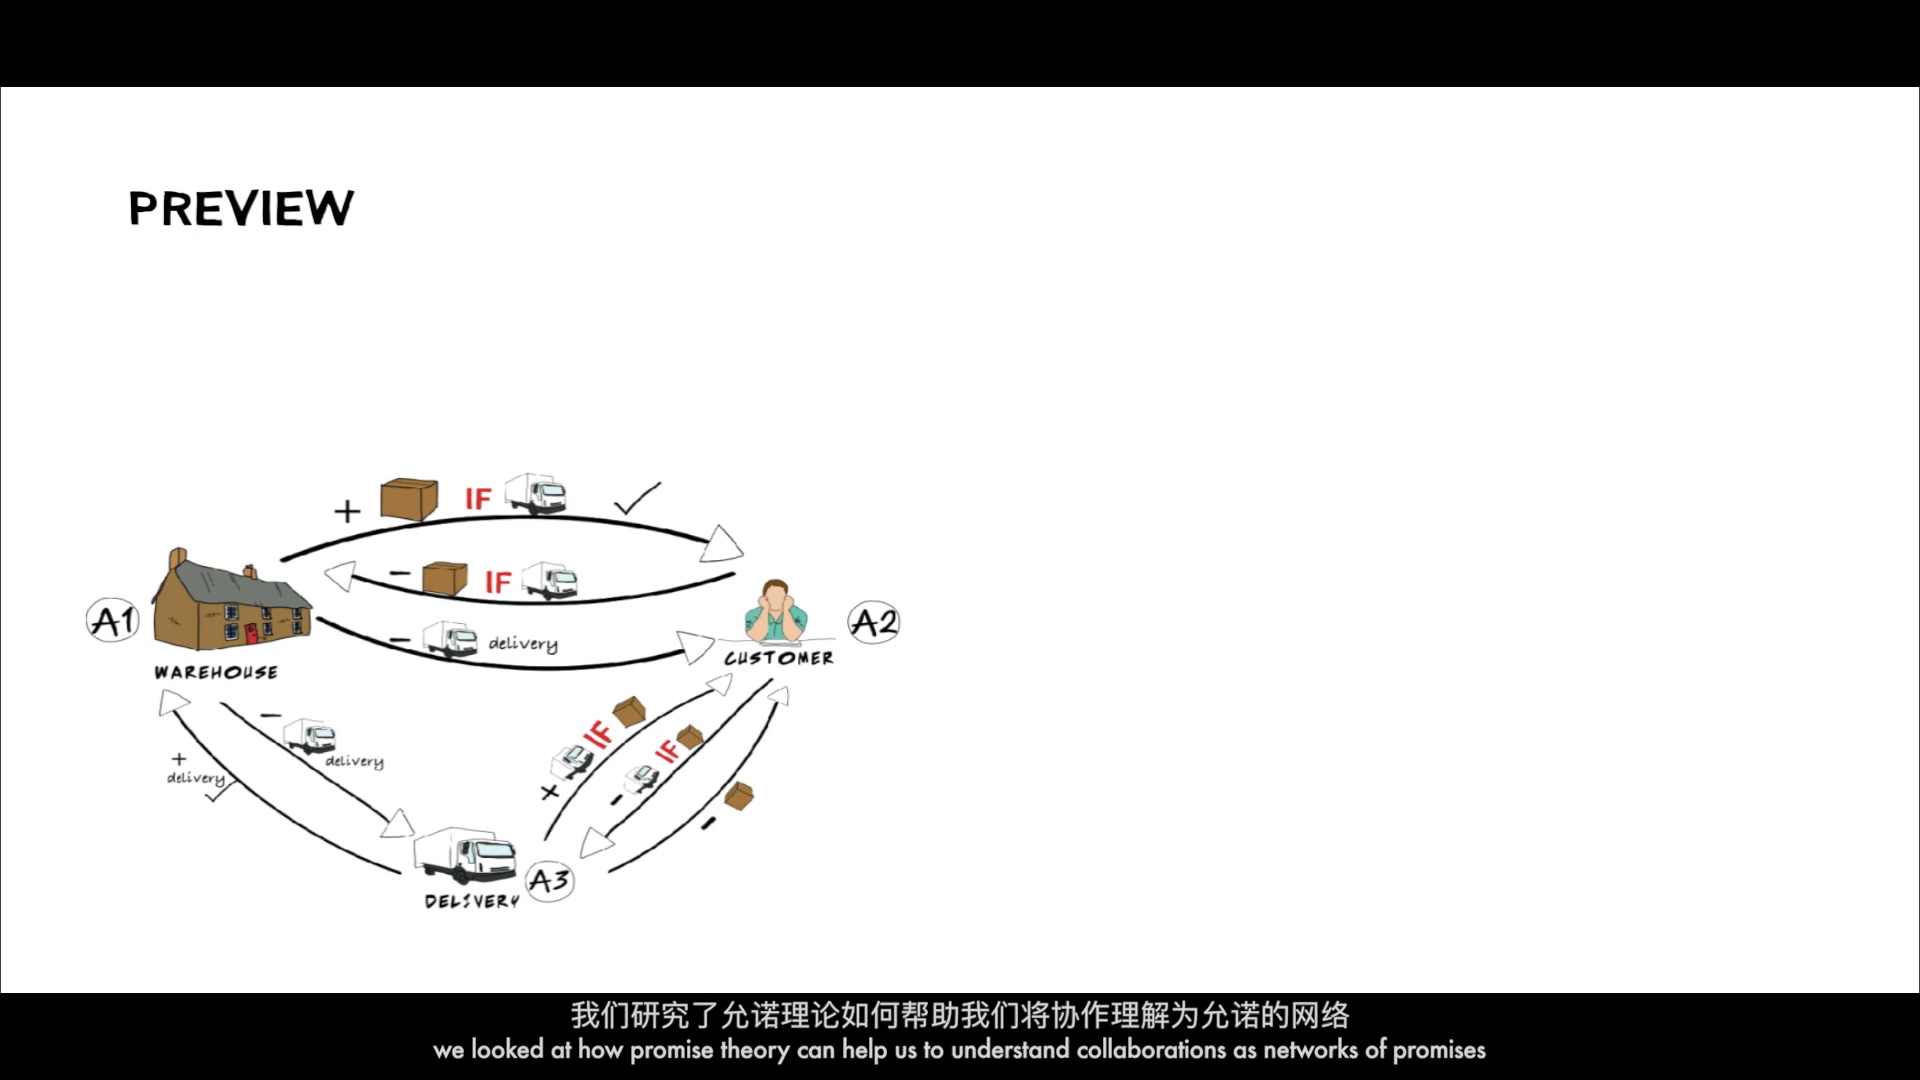 PREVIEW
+ IF ✓
- IF
- delivery
A1
A2
WAREHOUSE
CUSTOMER
- delivery
+
delivery ✓
+ IF
- IF
-
A3
DELIVERY
我们研究了允诺理论如何帮助我们将协作理解为允诺的网络
we looked at how promise theory can help us to understand collaborations as networks of promises